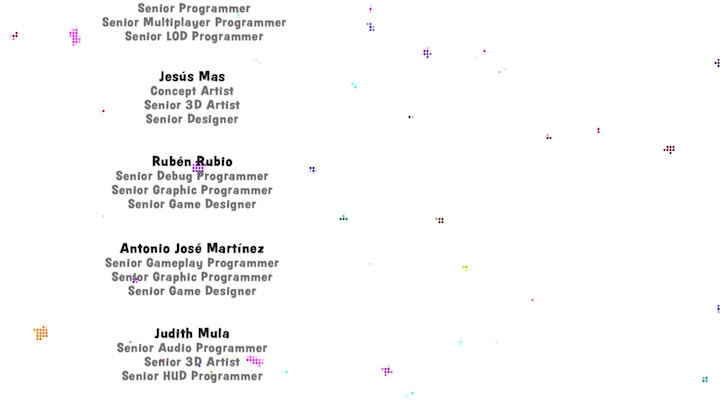 Senior Programmer
Senior Multiplayer Programmer
Senior LOD Programmer
Jesús Mas
Concept Artist
Senior 3D Artist
Senior Designer
Rubén Rubio
Senior Debug Programmer
Senior Graphic Programmer
Senior Game Designer
Antonio José Martínez
Senior Gameplay Programmer
Senior Graphic Programmer
Senior Game Designer
Judith Mula
Senior Audio Programmer
Senior 3D Artist
Senior HUD Programmer